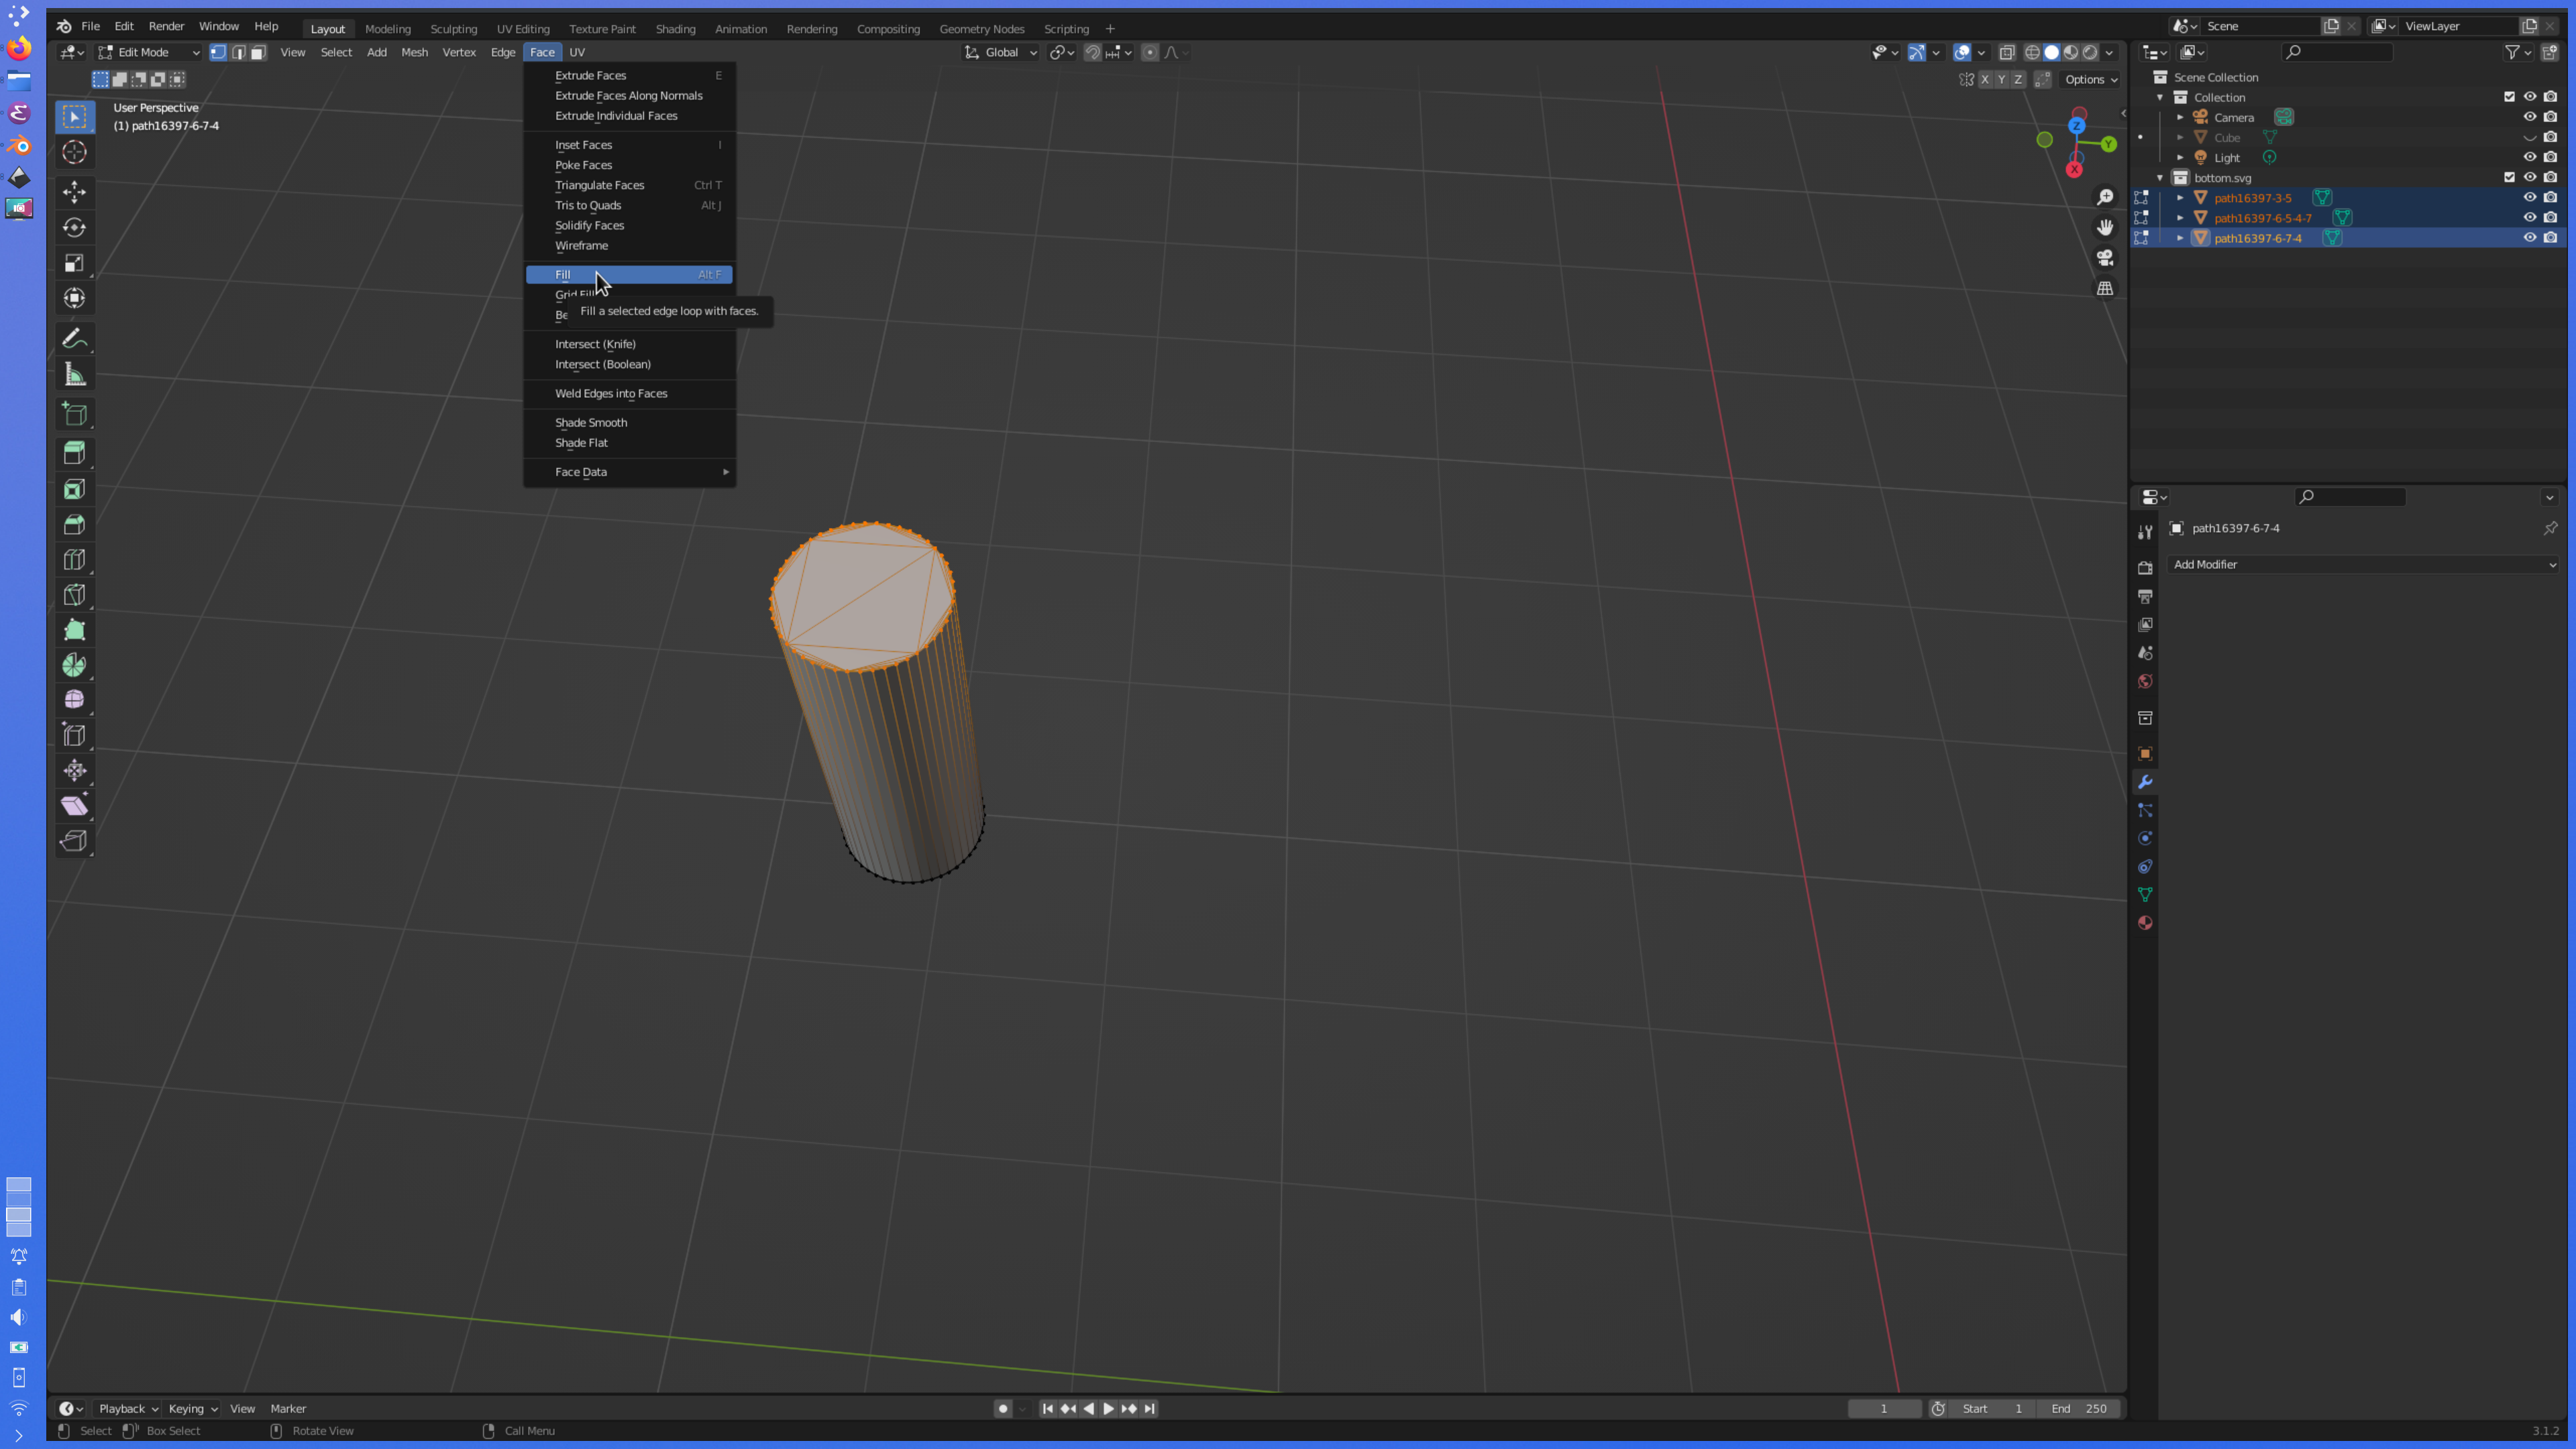 File Edit Render Window Help Layout Modeling Sculpting UV Editing Texture Paint Shading Animation Rendering Compositing Geometry Nodes Scripting + Scene ViewLayer
Edit Mode View Select Add Mesh Vertex Edge Face UV Global
X Y Z Options
User Perspective
(1) path16397-6-7-4
Extrude Faces E
Extrude Faces Along Normals
Extrude Individual Faces
Inset Faces I
Poke Faces
Triangulate Faces Ctrl T
Tris to Quads Alt J
Solidify Faces
Wireframe
Fill Alt F
Grid Fill
Be
Fill a selected edge loop with faces.
Intersect (Knife)
Intersect (Boolean)
Weld Edges into Faces
Shade Smooth
Shade Flat
Face Data
Z
Y
X
Scene Collection
Collection
Camera
Cube
Light
bottom.svg
path16397-3-5
path16397-6-5-4-7
path16397-6-7-4
path16397-6-7-4
Add Modifier
Playback Keying View Marker 1 Start 1 End 250
Select Box Select Rotate View Call Menu 3.1.2